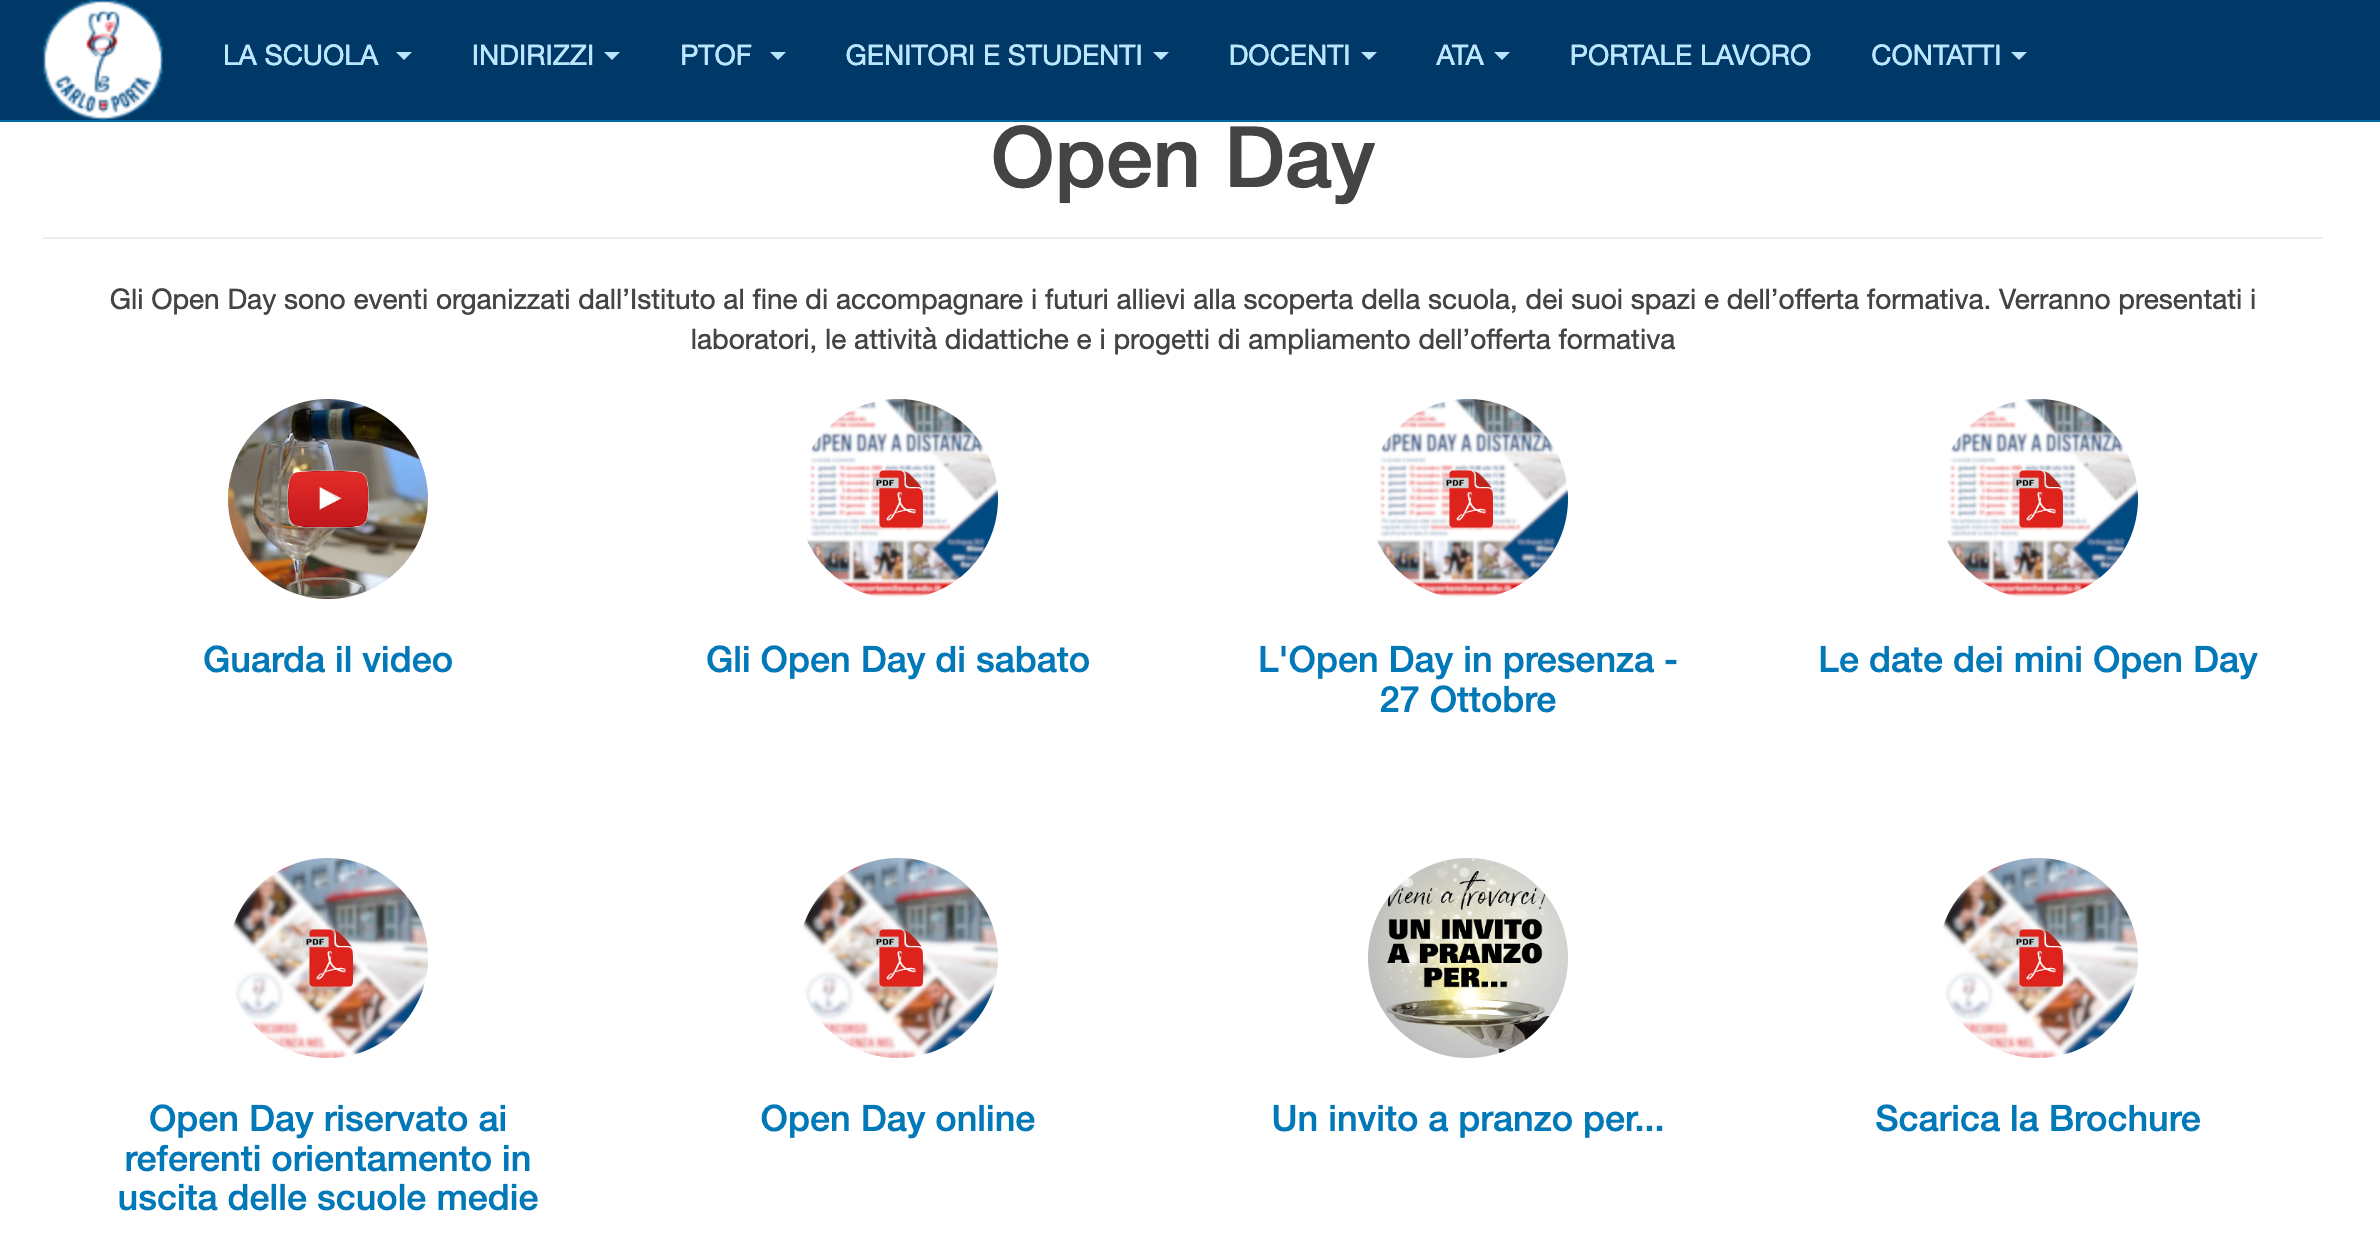 CARLO PORTA
LA SCUOLA
INDIRIZZI
PTOF
GENITORI E STUDENTI
DOCENTI
ATA
PORTALE LAVORO
CONTATTI
Open Day
Gli Open Day sono eventi organizzati dall’Istituto al fine di accompagnare i futuri allievi alla scoperta della scuola, dei suoi spazi e dell’offerta formativa. Verranno presentati i
laboratori, le attività didattiche e i progetti di ampliamento dell’offerta formativa
OPEN DAY A DISTANZA
PDF
OPEN DAY A DISTANZA
PDF
OPEN DAY A DISTANZA
PDF
Guarda il video
Gli Open Day di sabato
L'Open Day in presenza -
27 Ottobre
Le date dei mini Open Day
PDF
PDF
vieni a trovarci!
UN INVITO
A PRANZO
PER...
PDF
Open Day riservato ai
referenti orientamento in
uscita delle scuole medie
Open Day online
Un invito a pranzo per...
Scarica la Brochure